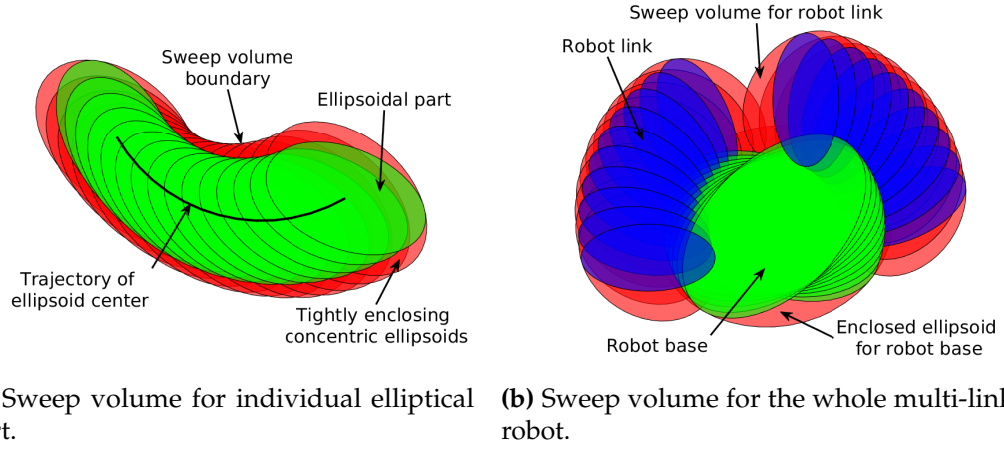 Sweep volume
boundary
Ellipsoidal part
Trajectory of
ellipsoid center
Tightly enclosing
concentric ellipsoids
Sweep volume for individual elliptical
rt.
Sweep volume for robot link
Robot link
Robot base
Enclosed ellipsoid
for robot base
(b) Sweep volume for the whole multi-link
robot.